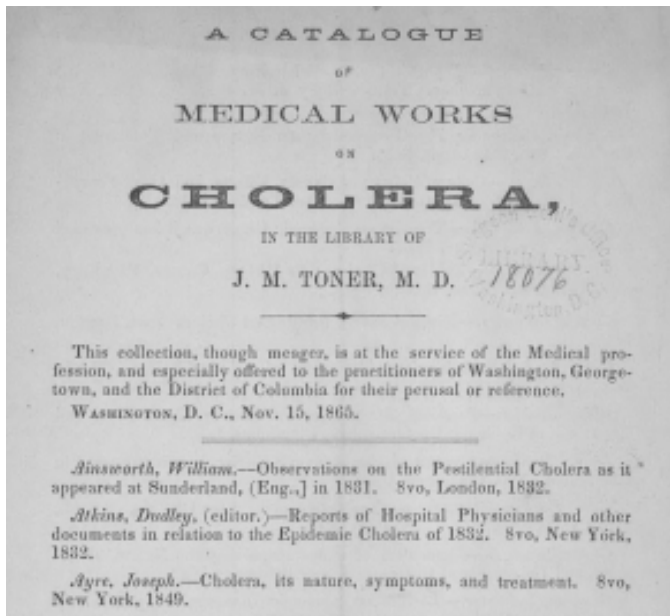 A CATALOGUE
OF
MEDICAL WORKS
ON
CHOLERA,
IN THE LIBRARY OF
J. M. TONER, M. D.
LIBRARY
18076
Washington, D. C.
This collection, though meager, is at the service of the Medical pro-
fession, and especially offered to the practitioners of Washington, George-
town, and the District of Columbia for their perusal or reference.
WASHINGTON, D. C., Nov. 15, 1865.
Ainsworth, William.—Observations on the Pestilential Cholera as it
appeared at Sunderland, (Eng.,] in 1831. 8vo, London, 1832.
Atkins, Dudley, (editor.)—Reports of Hospital Physicians and other
documents in relation to the Epidemic Cholera of 1832. 8vo, New York,
1832.
Ayre, Joseph.—Cholera, its nature, symptoms, and treatment. 8vo,
New York, 1849.